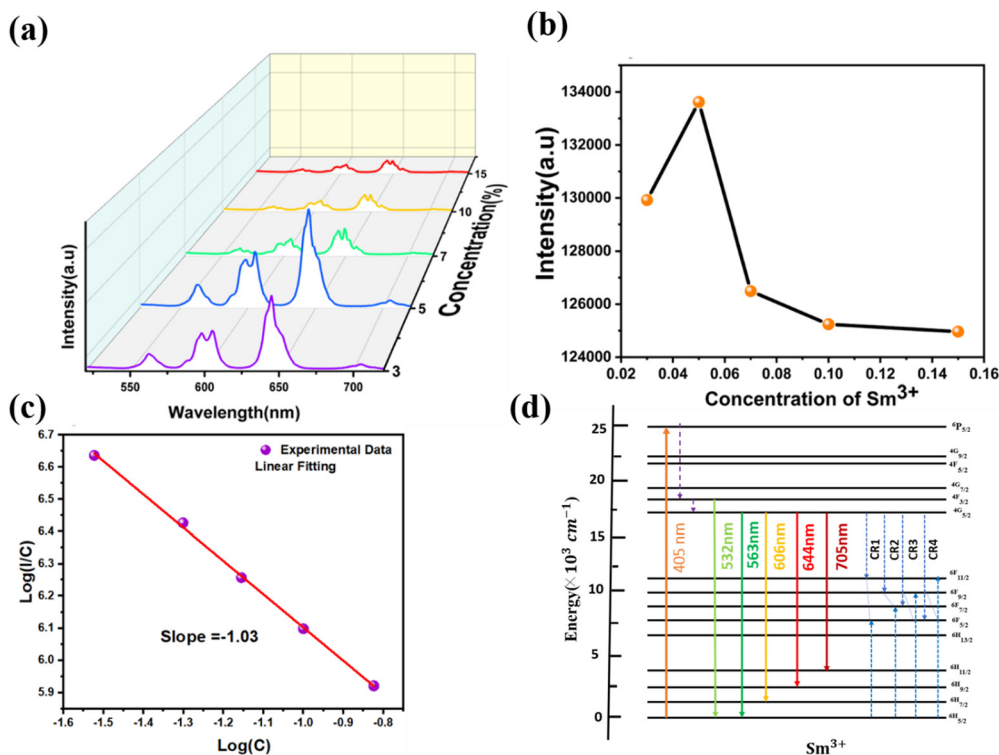 (a)
Intensity(a.u
Wavelength(nm)
550
600
650
700
Concentration(%)
3
5
7
10
15
(b)
Intensity(a.u)
134000
132000
130000
128000
126000
124000
0.02 0.04 0.06 0.08 0.10 0.12 0.14 0.16
Concentration of Sm3+
(c)
Log(I/C)
6.7
6.6
6.5
6.4
6.3
6.2
6.1
6.0
5.9
Experimental Data
Linear Fitting
Slope =-1.03
-1.6 -1.5 -1.4 -1.3 -1.2 -1.1 -1.0 -0.9 -0.8
Log(C)
(d)
Energy(× 10³ cm⁻¹)
25
20
15
10
5
0
405 nm
532nm
563nm
606nm
644nm
705nm
CR1
CR2
CR3
CR4
6P5/2
4G9/2
4F5/2
4G7/2
4F3/2
4G5/2
6F11/2
6F9/2
6F7/2
6F5/2
6H13/2
6H11/2
6H9/2
6H7/2
6H5/2
Sm3+